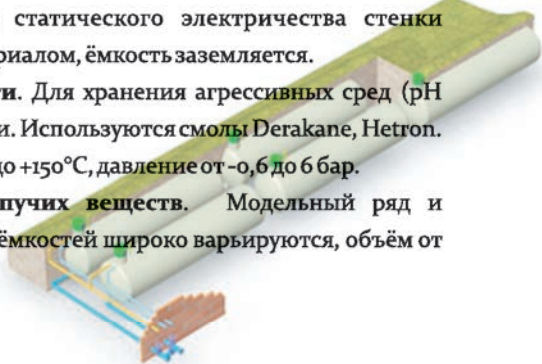 статического электричества стенки
риалом, ёмкость заземляется.
ти. Для хранения агрессивных сред (pH
и. Используются смолы Derakane, Hetron.
до +150°C, давление от -0,6 до 6 бар.
пучих веществ. Модельный ряд и
ёмкостей широко варьируются, объём от